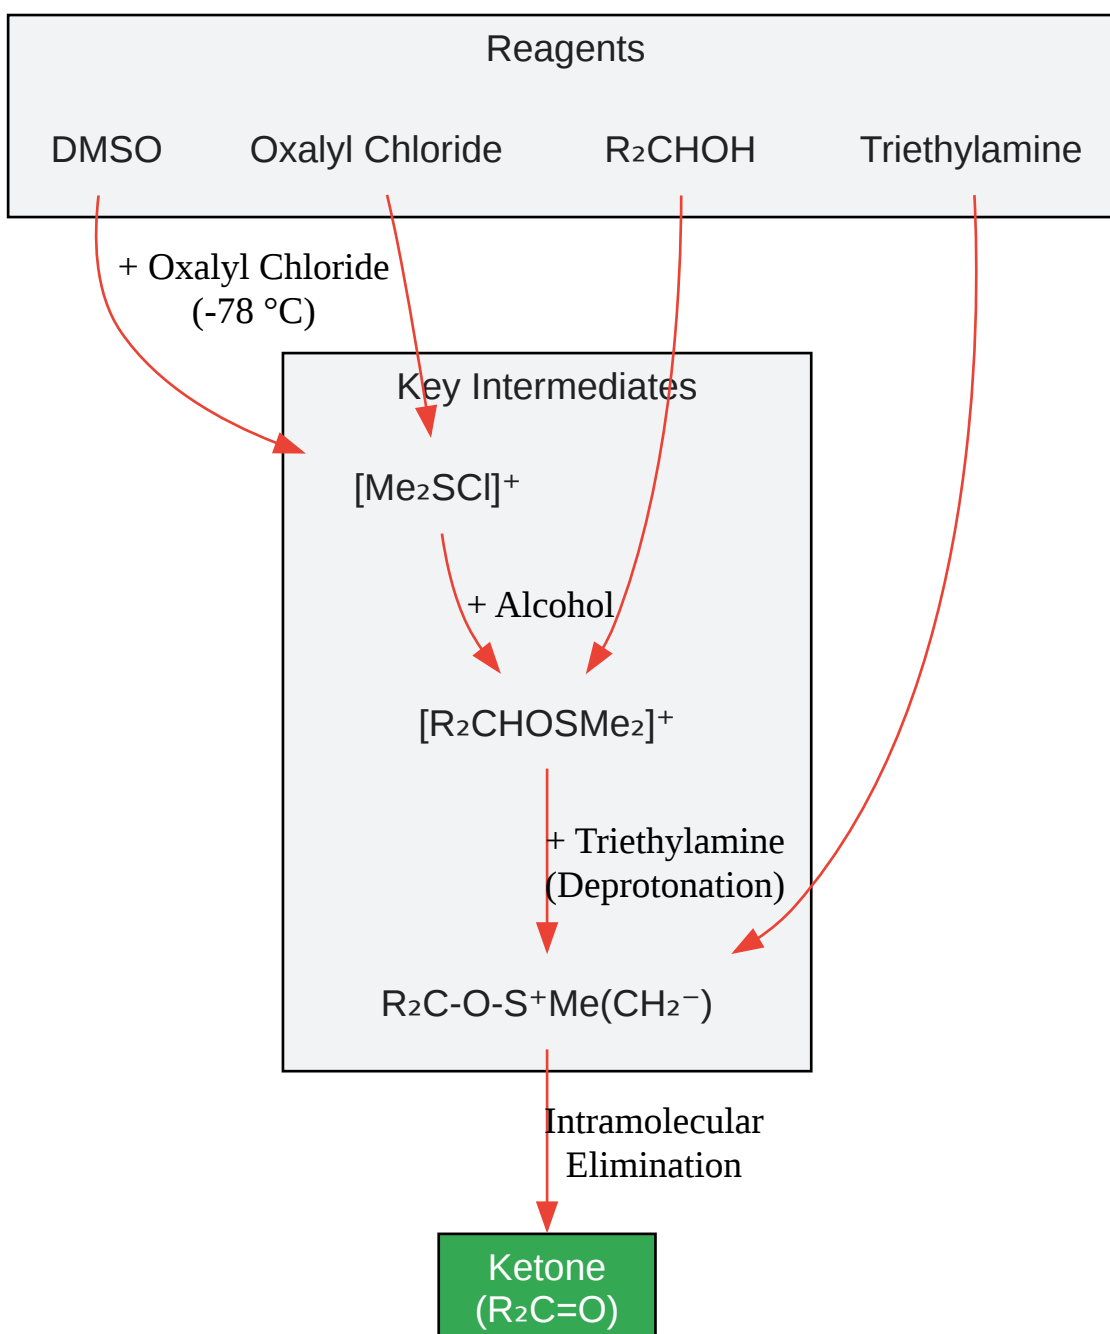 Reagents
DMSO
Oxalyl Chloride
R₂CHOH
Triethylamine
+ Oxalyl Chloride
(-78 °C)
Key Intermediates
[Me₂SCl]⁺
+ Alcohol
[R₂CHOSMe₂]⁺
+ Triethylamine
(Deprotonation)
R₂C-O-S⁺Me(CH₂⁻)
Intramolecular
Elimination
Ketone
(R₂C=O)